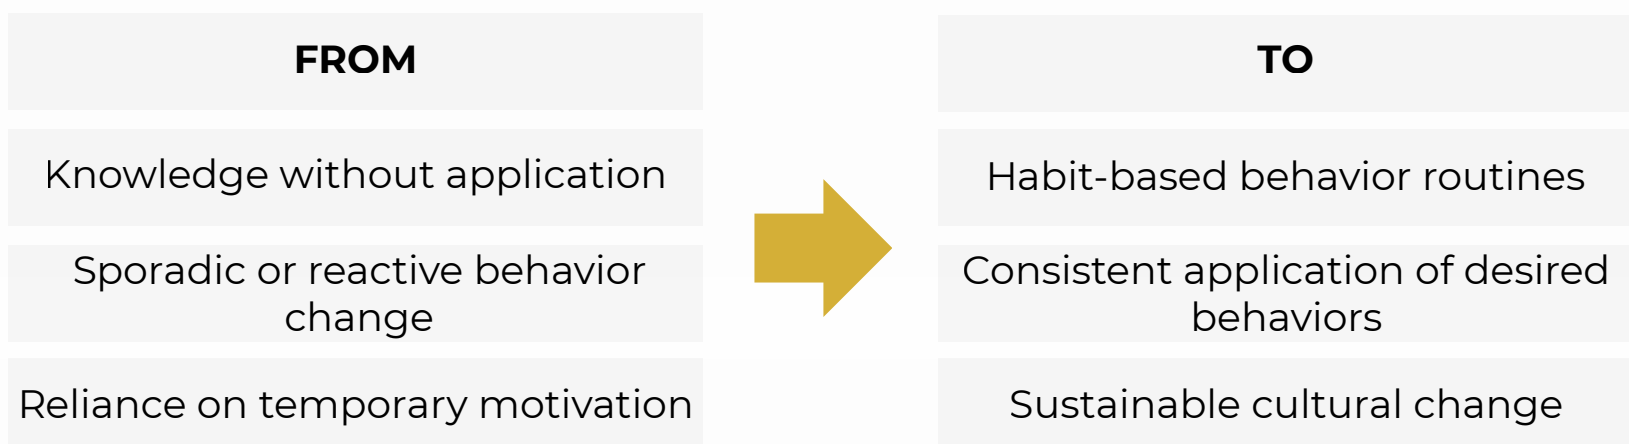 FROM
TO
Knowledge without application
Habit-based behavior routines
Sporadic or reactive behavior
change
Consistent application of desired
behaviors
Reliance on temporary motivation
Sustainable cultural change